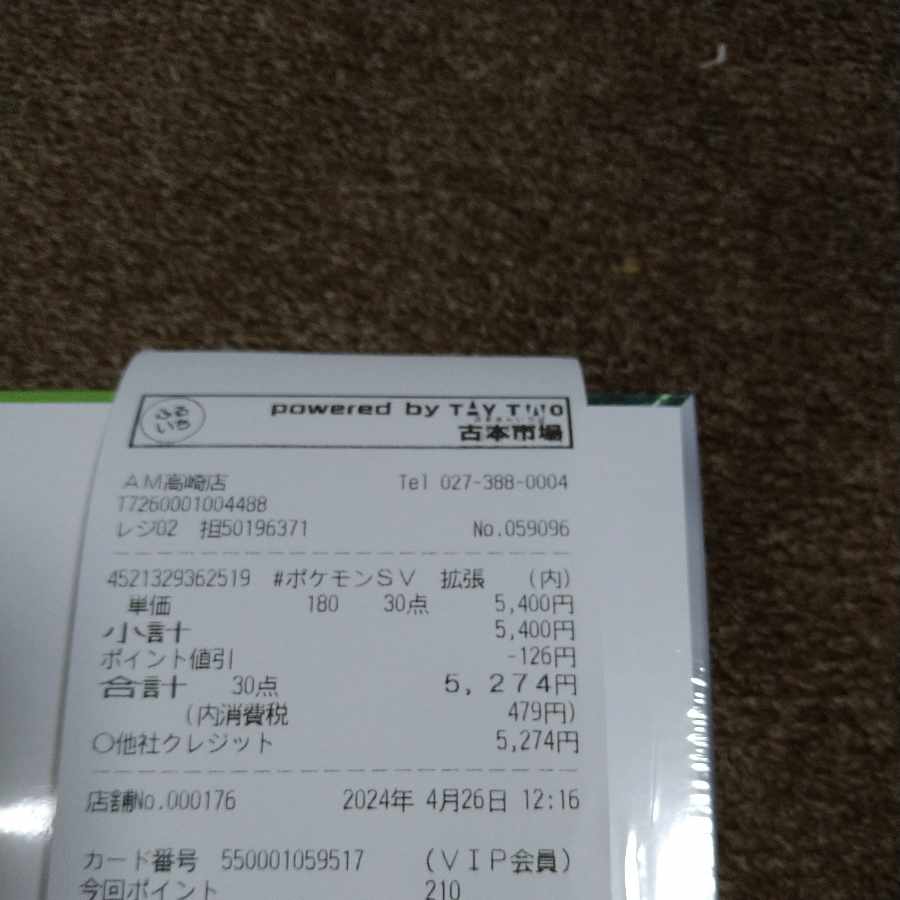 ふるいち
powered by TAY TWO
古本市場
AM高崎店 Tel 027-388-0004
T7260001004488
レジ02 担50196371 No.059096
4521329362519 #ポケモンSV 拡張 (内)
単価 180 30点 5,400円
小計 5,400円
ポイント値引 -126円
合計 30点 5,274円
(内消費税 479円)
〇他社クレジット 5,274円
店舗No.000176 2024年 4月26日 12:16
カード番号 550001059517 (VIP会員)
今回ポイント 210